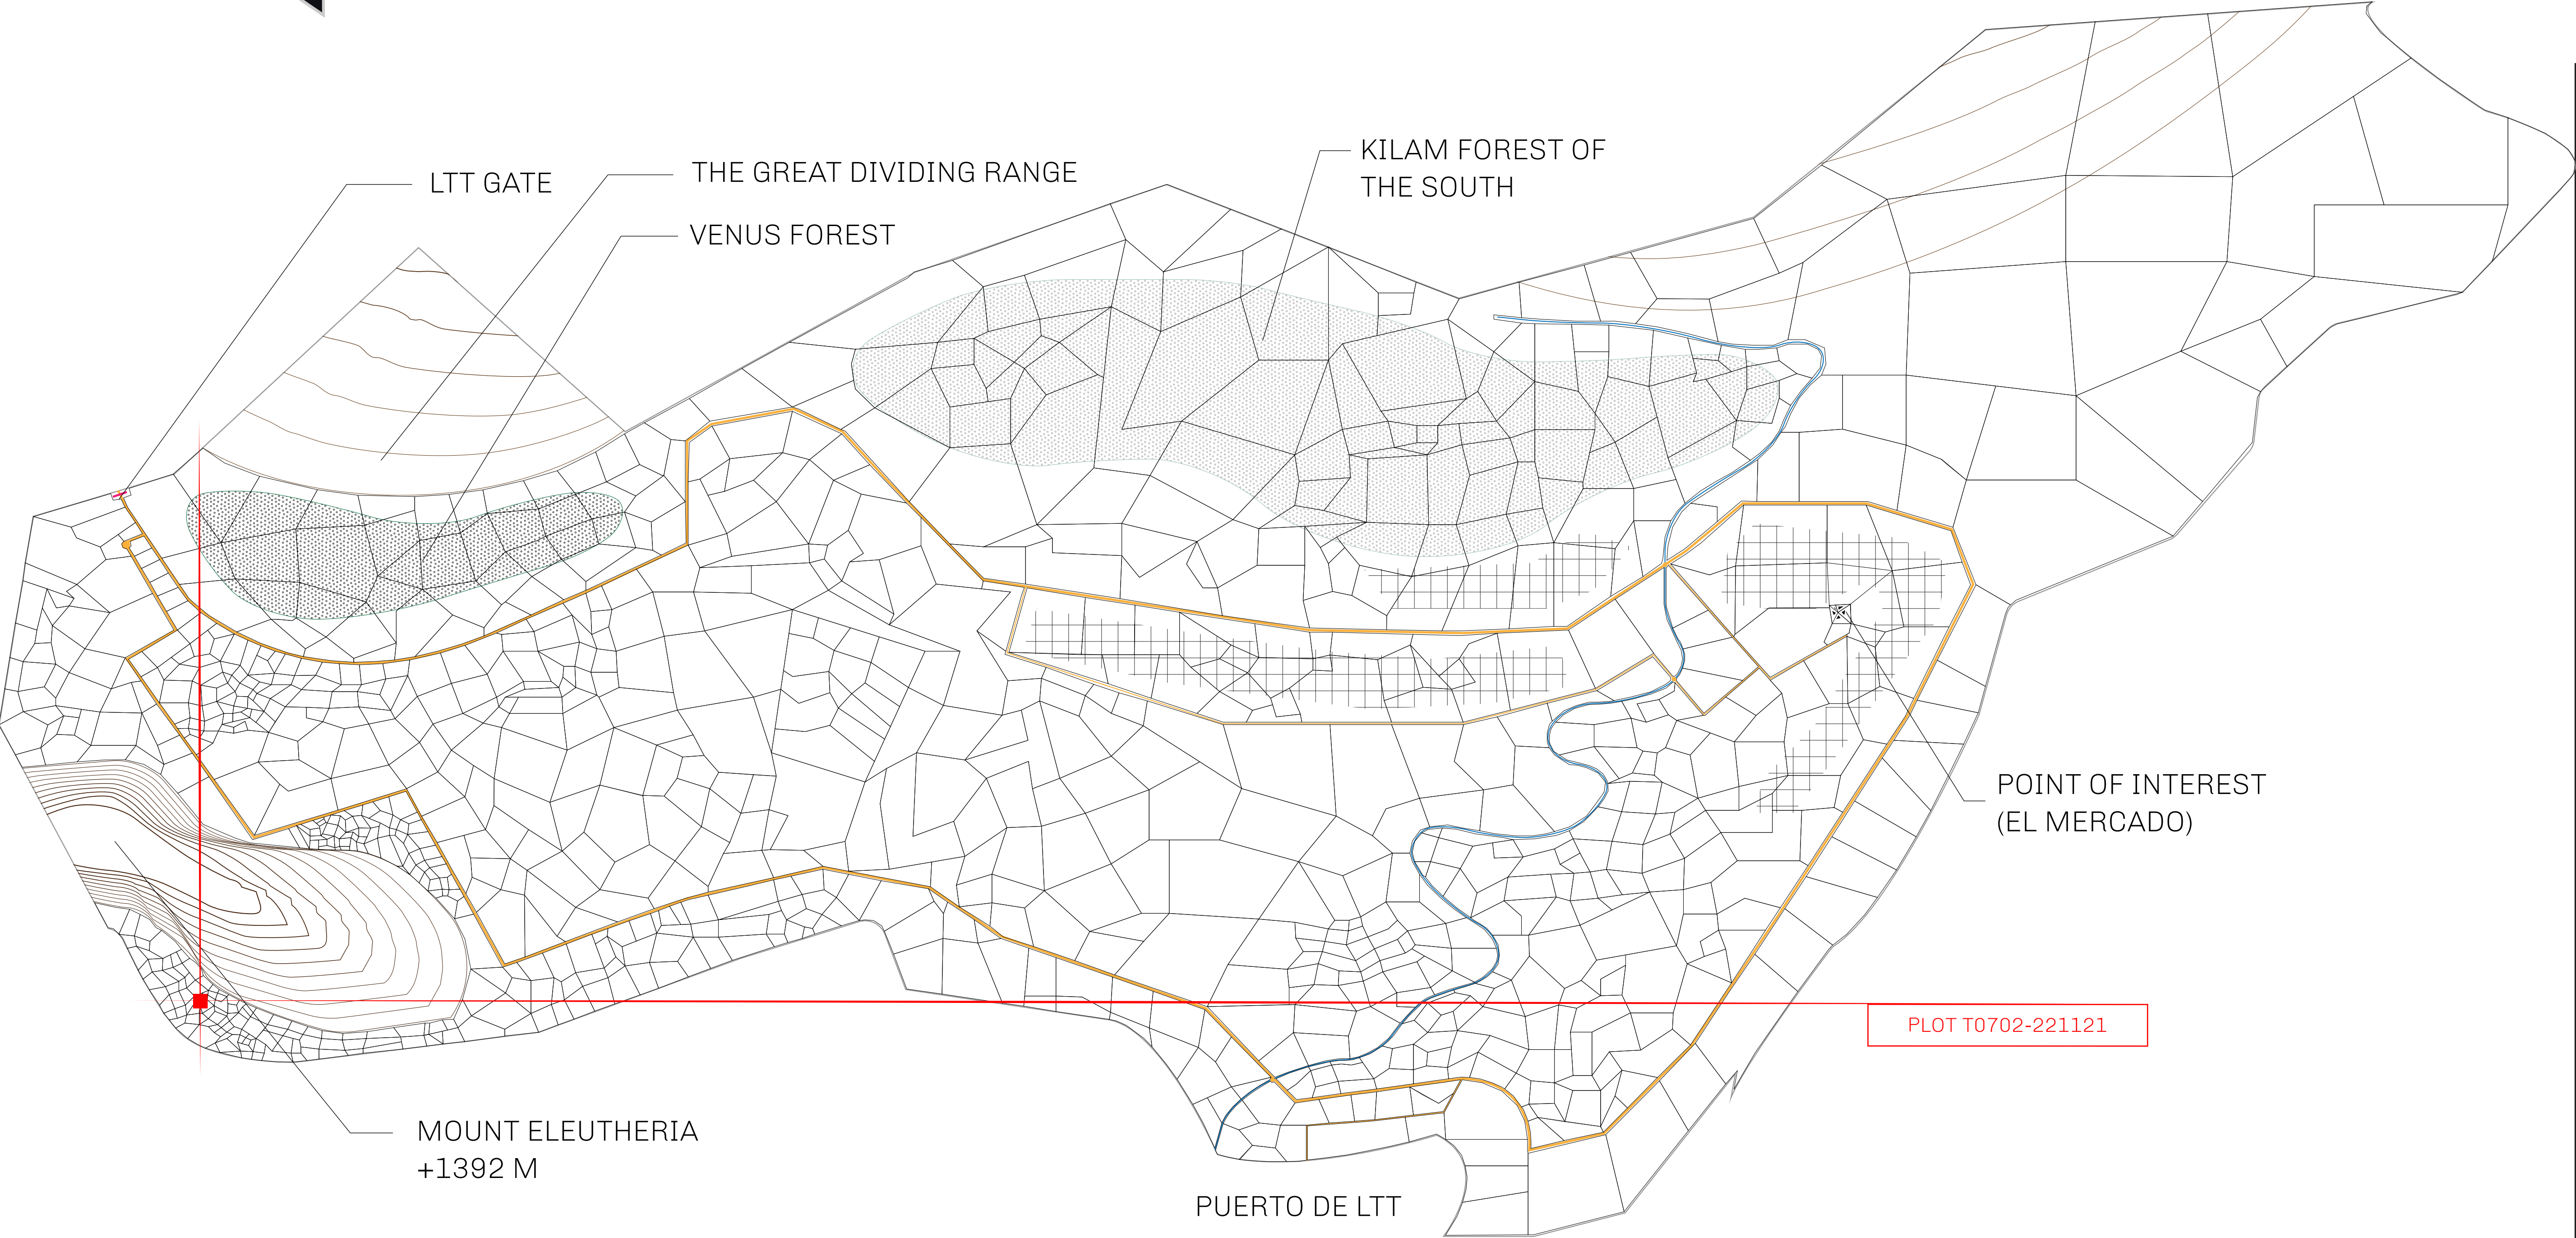 KILAM FOREST OF
THE SOUTH
LTT GATE
THE GREAT DIVIDING RANGE
VENUS FOREST
POINT OF INTEREST
(EL MERCADO)
PLOT T0702-221121
MOUNT ELEUTHERIA
+1392 M
PUERTO DE LTT